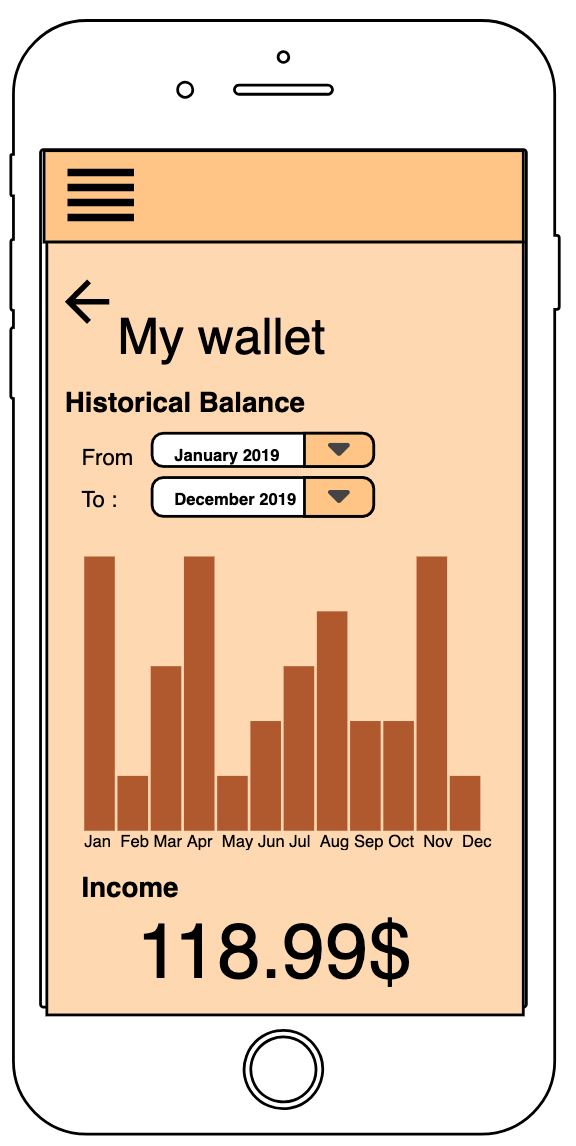 My wallet
Historical Balance
From January 2019
To : December 2019
Jan Feb Mar Apr May Jun Jul Aug Sep Oct Nov Dec
Income
118.99$